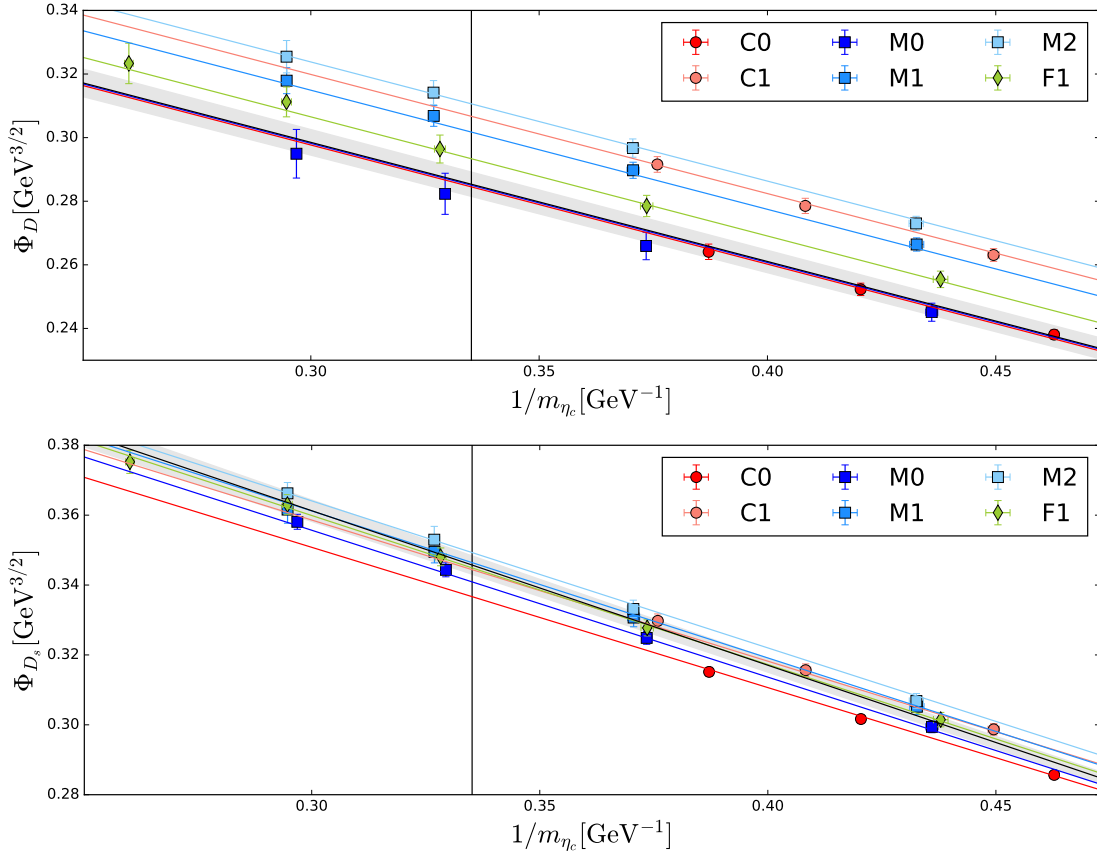 0.34
0.32
0.30
0.28
0.26
0.24
Φ_D [GeV^{3/2}]
C0 M0 M2
C1 M1 F1
0.30 0.35 0.40 0.45
1/m_{η_c} [GeV^{-1}]
0.38
0.36
0.34
0.32
0.30
0.28
Φ_{D_s} [GeV^{3/2}]
C0 M0 M2
C1 M1 F1
0.30 0.35 0.40 0.45
1/m_{η_c} [GeV^{-1}]